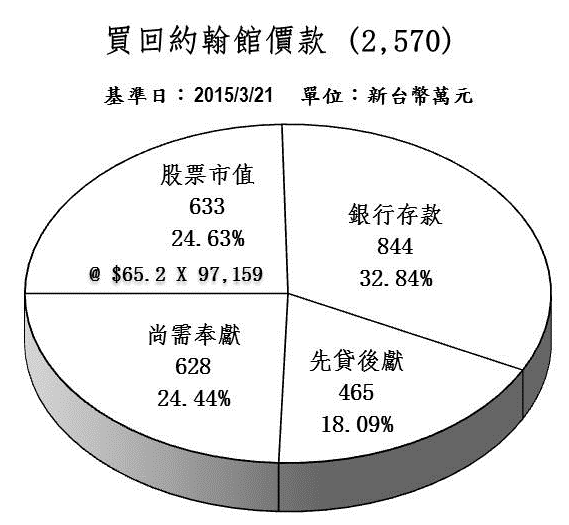 買回約翰館價款 (2,570)
基準日：2015/3/21 單位：新台幣萬元
股票市值
633
24.63%
@ $65.2 X 97,159
銀行存款
844
32.84%
尚需奉獻
628
24.44%
先貸後獻
465
18.09%